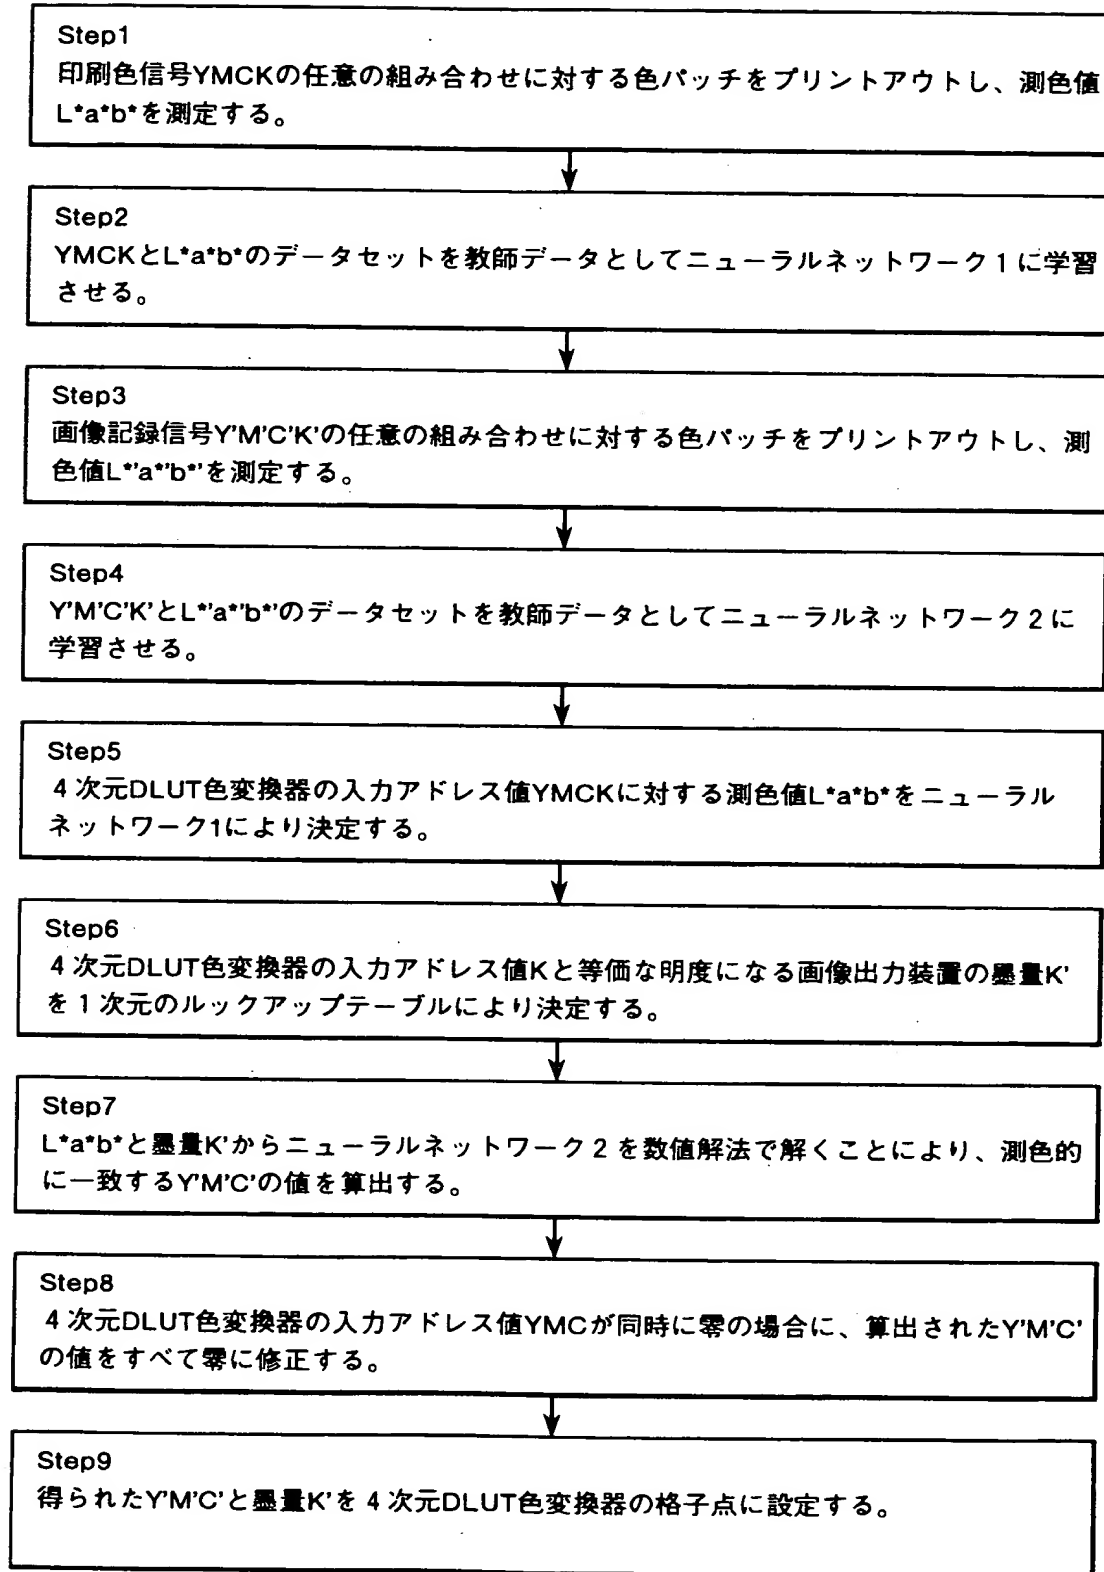 Step1
印刷色信号YMCKの任意の組み合わせに対する色パッチをプリントアウトし、測色値
L*a*b*を測定する。
Step2
YMCKとL*a*b*のデータセットを教師データとしてニューラルネットワーク1に学習
させる。
Step3
画像記録信号Y'M'C'K'の任意の組み合わせに対する色パッチをプリントアウトし、測
色値L*'a*'b*'を測定する。
Step4
Y'M'C'K'とL*'a*'b*'のデータセットを教師データとしてニューラルネットワーク2に
学習させる。
Step5
4次元DLUT色変換器の入力アドレス値YMCKに対する測色値L*a*b*をニューラル
ネットワーク1により決定する。
Step6
4次元DLUT色変換器の入力アドレス値Kと等価な明度になる画像出力装置の墨量K'
を1次元のルックアップテーブルにより決定する。
Step7
L*a*b*と墨量K'からニューラルネットワーク2を数値解法で解くことにより、測色的
に一致するY'M'C'の値を算出する。
Step8
4次元DLUT色変換器の入力アドレス値YMCが同時に零の場合に、算出されたY'M'C'
の値をすべて零に修正する。
Step9
得られたY'M'C'と墨量K'を4次元DLUT色変換器の格子点に設定する。